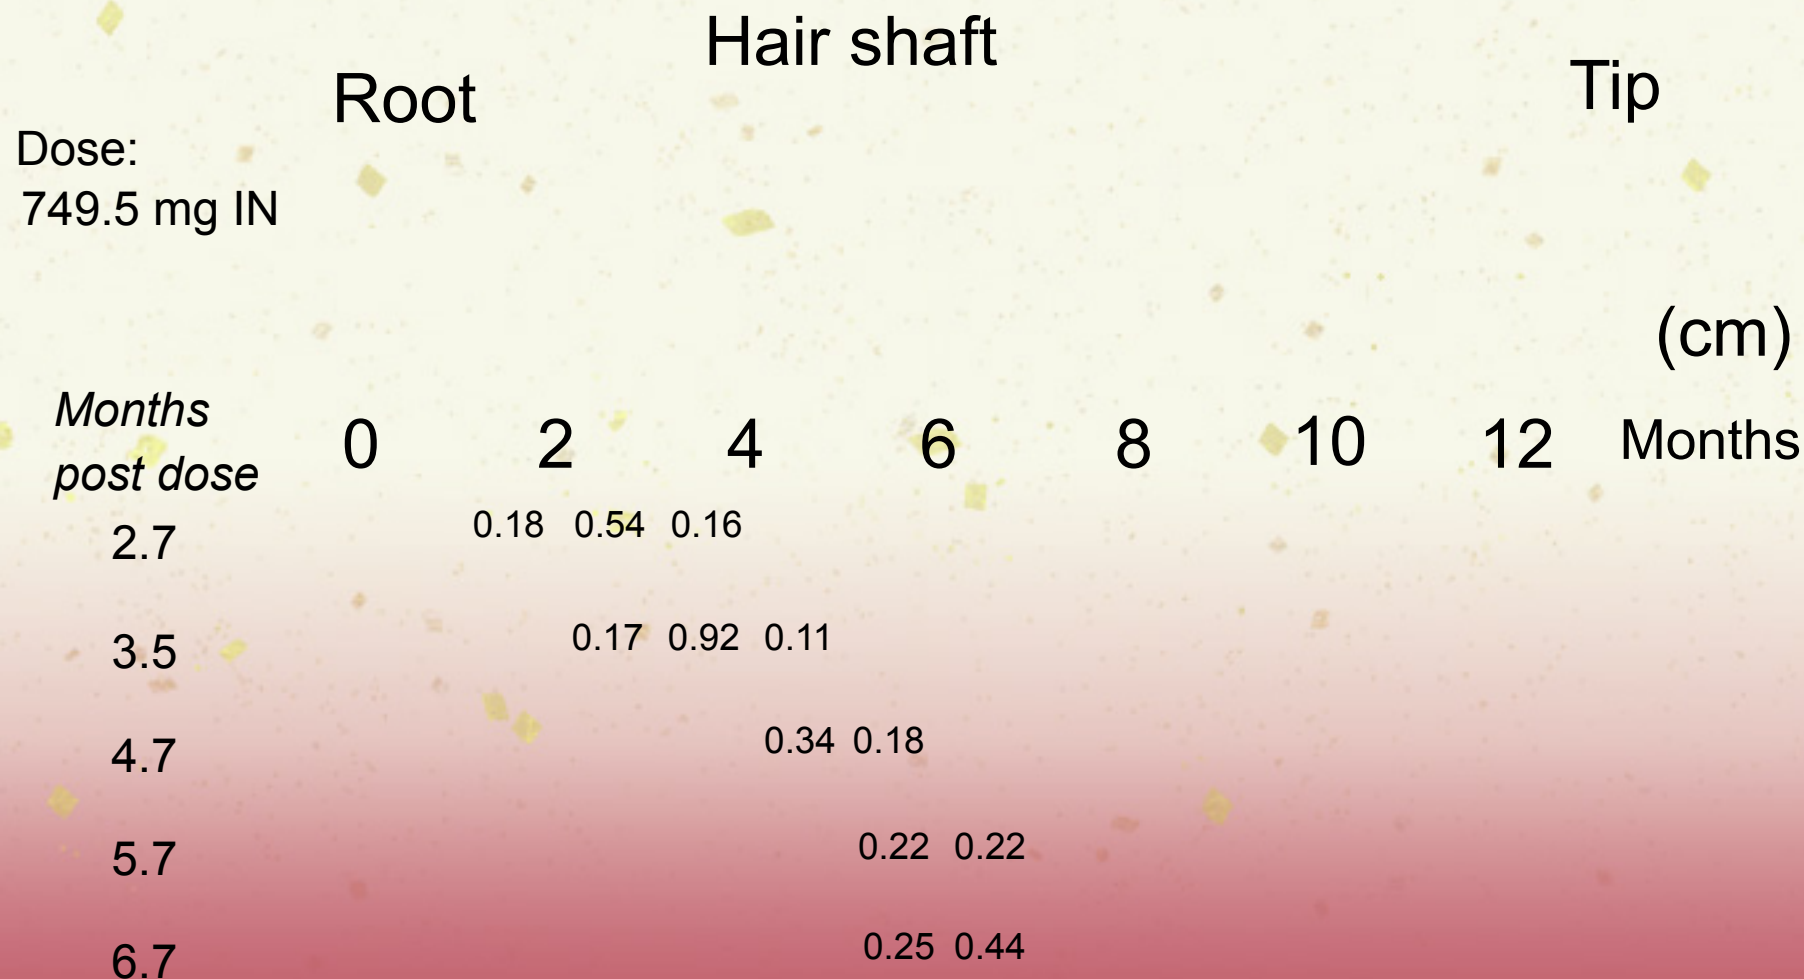 Hair shaft
Root
Tip
Dose:
749.5 mg IN
(cm)
Months
post dose
0 2 4 6 8 10 12 Months
2.7 0.18 0.54 0.16
3.5 0.17 0.92 0.11
4.7 0.34 0.18
5.7 0.22 0.22
6.7 0.25 0.44